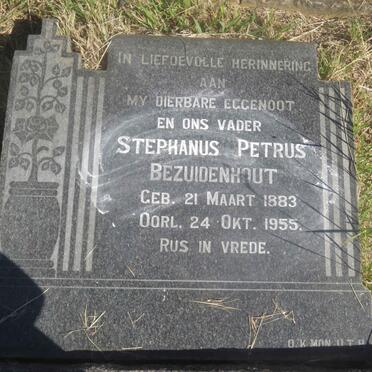 IN LIEFDEVOLLE HERINNERING
AAN
MY DIERBARE EGGENOOT
EN ONS VADER
STEPHANUS PETRUS
BEZUIDENHOUT
GEB. 21 MAART 1883
OORL. 24 OKT. 1955.
RUS IN VREDE.